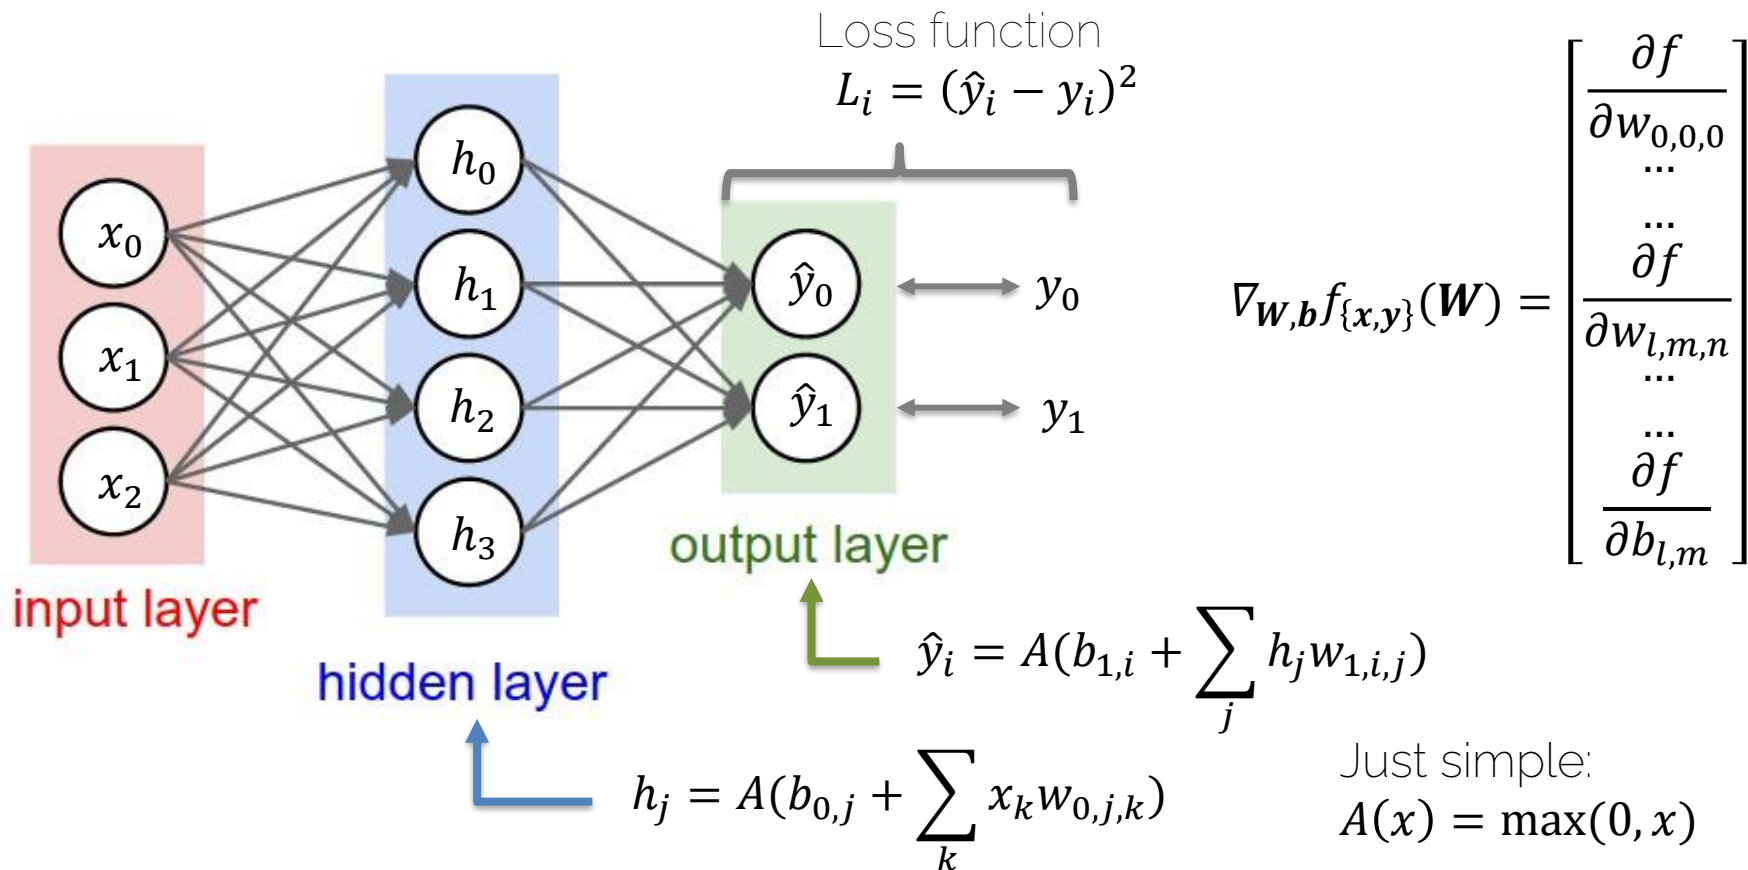 Loss function
L_i = (ŷ_i − y_i)^2
x_0
x_1
x_2
input layer
h_0
h_1
h_2
h_3
hidden layer
ŷ_0
ŷ_1
output layer
y_0
y_1
∇_{W,b} f_{{x,y}}(W) =
∂f
∂w_{0,0,0}
...
...
∂f
∂w_{l,m,n}
...
...
∂f
∂b_{l,m}
ŷ_i = A(b_{1,i} + ∑_j h_j w_{1,i,j})
h_j = A(b_{0,j} + ∑_k x_k w_{0,j,k})
Just simple:
A(x) = max(0, x)